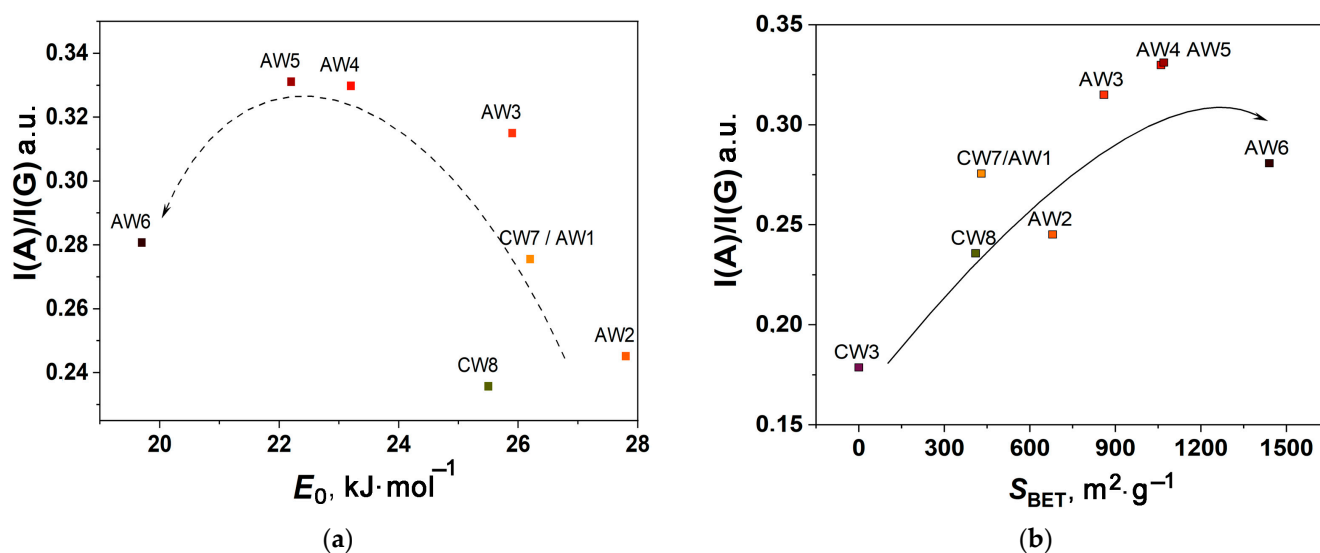 0.34
0.32
0.30
0.28
0.26
0.24
I(A)/I(G) a.u.
AW5
AW4
AW3
AW6
CW7 / AW1
CW8
AW2
20
22
24
26
28
E₀, kJ·mol⁻¹
(a)
0.35
0.30
0.25
0.20
0.15
I(A)/I(G) a.u.
AW4 AW5
AW3
AW6
CW7/AW1
AW2
CW8
CW3
0
300
600
900
1200
1500
S_BET, m²·g⁻¹
(b)